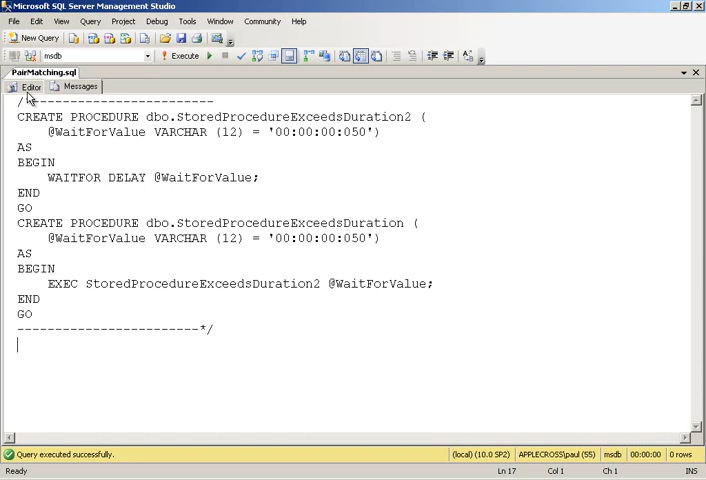 Microsoft SQL Server Management Studio
File Edit View Query Project Debug Tools Window Community Help
New Query
msdb Execute
PairMatching.sql
Editor Messages
/------------------------
CREATE PROCEDURE dbo.StoredProcedureExceedsDuration2 (
@WaitForValue VARCHAR (12) = '00:00:00:050')
AS
BEGIN
WAITFOR DELAY @WaitForValue;
END
GO
CREATE PROCEDURE dbo.StoredProcedureExceedsDuration (
@WaitForValue VARCHAR (12) = '00:00:00:050')
AS
BEGIN
EXEC StoredProcedureExceedsDuration2 @WaitForValue;
END
GO
------------------------*/
Query executed successfully. (local) (10.0 SP2) APPLECROSS\paul (55) msdb 00:00:00 0 rows
Ready Ln 17 Col 1 Ch 1 INS